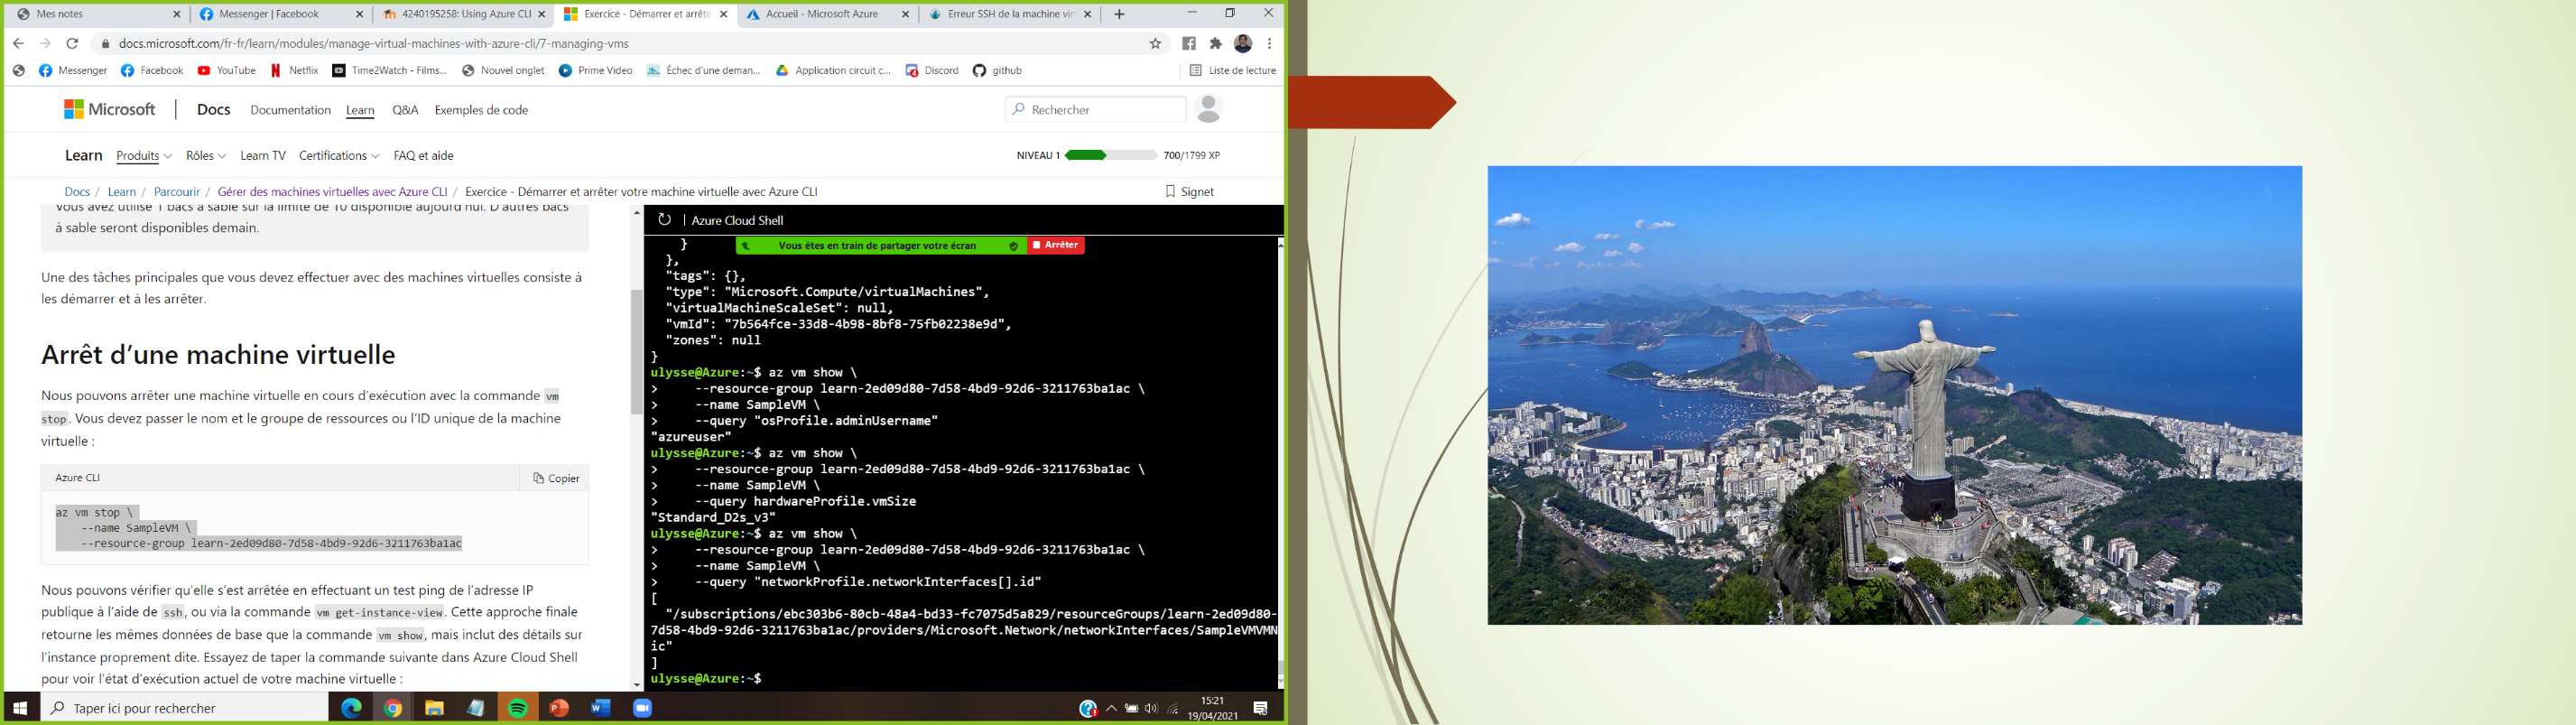 Mes notes
Messenger | Facebook
4240195258: Using Azure CLI
Exercice - Démarrer et arrête
Accueil - Microsoft Azure
Erreur SSH de la machine virt
docs.microsoft.com/fr-fr/learn/modules/manage-virtual-machines-with-azure-cli/7-managing-vms
Messenger
Facebook
YouTube
Netflix
Time2Watch - Films...
Nouvel onglet
Prime Video
Échec d'une deman...
Application circuit c...
Discord
github
Liste de lecture
Microsoft
Docs
Documentation
Learn
Q&A
Exemples de code
Rechercher
Learn
Produits
Rôles
Learn TV
Certifications
FAQ et aide
NIVEAU 1
700/1799 XP
Docs / Learn / Parcourir / Gérer des machines virtuelles avec Azure CLI / Exercice - Démarrer et arrêter votre machine virtuelle avec Azure CLI
Signet
Vous avez utilisé 1 bacs à sable sur la limite de 10 disponible aujourd'hui. D'autres bacs
à sable seront disponibles demain.
Une des tâches principales que vous devez effectuer avec des machines virtuelles consiste à
les démarrer et à les arrêter.
Arrêt d’une machine virtuelle
Nous pouvons arrêter une machine virtuelle en cours d’exécution avec la commande vm
stop. Vous devez passer le nom et le groupe de ressources ou l’ID unique de la machine
virtuelle :
Azure CLI
Copier
az vm stop \
--name SampleVM \
--resource-group learn-2ed09d80-7d58-4bd9-92d6-3211763ba1ac
Nous pouvons vérifier qu’elle s’est arrêtée en effectuant un test ping de l’adresse IP
publique à l’aide de ssh, ou via la commande vm get-instance-view. Cette approche finale
retourne les mêmes données de base que la commande vm show, mais inclut des détails sur
l’instance proprement dite. Essayez de taper la commande suivante dans Azure Cloud Shell
pour voir l’état d’exécution actuel de votre machine virtuelle :
Azure Cloud Shell
Vous êtes en train de partager votre écran
Arrêter
}
},
"tags": {},
"type": "Microsoft.Compute/virtualMachines",
"virtualMachineScaleSet": null,
"vmId": "7b564fce-33d8-4b98-8bf8-75fb02238e9d",
"zones": null
}
ulysse@Azure:~$ az vm show \
> --resource-group learn-2ed09d80-7d58-4bd9-92d6-3211763ba1ac \
> --name SampleVM \
> --query "osProfile.adminUsername"
"azureuser"
ulysse@Azure:~$ az vm show \
> --resource-group learn-2ed09d80-7d58-4bd9-92d6-3211763ba1ac \
> --name SampleVM \
> --query hardwareProfile.vmSize
"Standard_D2s_v3"
ulysse@Azure:~$ az vm show \
> --resource-group learn-2ed09d80-7d58-4bd9-92d6-3211763ba1ac \
> --name SampleVM \
> --query "networkProfile.networkInterfaces[].id"
[
"/subscriptions/ebc303b6-80cb-48a4-bd33-fc7075d5a829/resourceGroups/learn-2ed09d80-
7d58-4bd9-92d6-3211763ba1ac/providers/Microsoft.Network/networkInterfaces/SampleVMVMN
ic"
]
ulysse@Azure:~$
Taper ici pour rechercher
15:21
19/04/2021